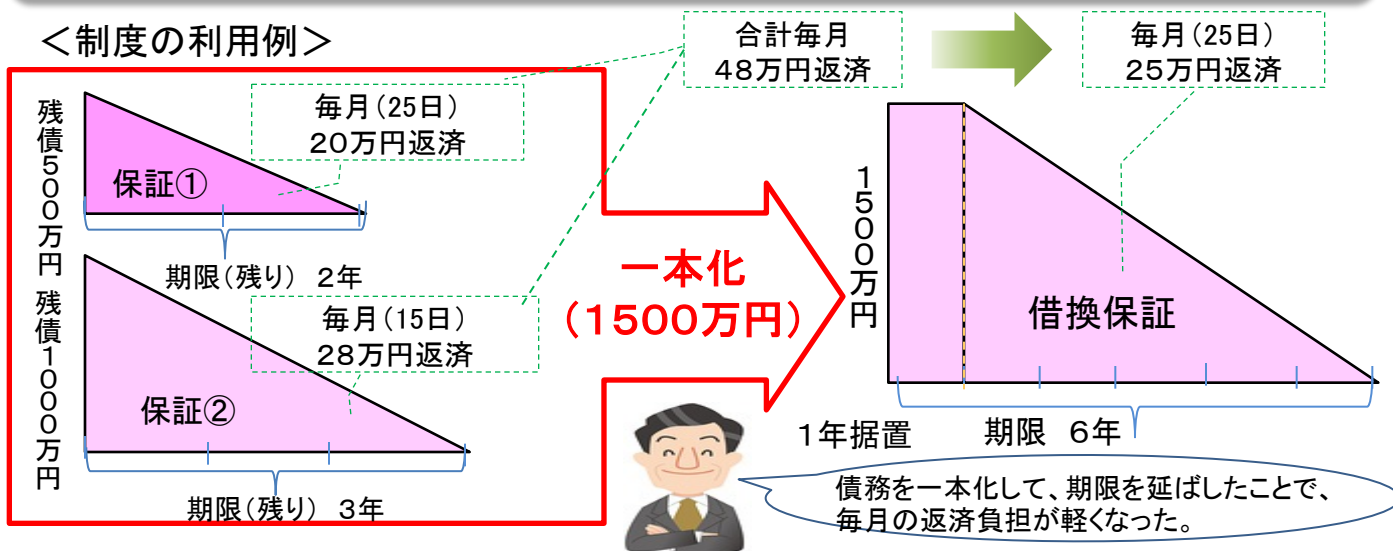 ＜制度の利用例＞
合計毎月
48万円返済
毎月（25日）
25万円返済
残債５００万円
毎月（25日）
20万円返済
保証①
期限（残り）　2年
残債１０００万円
毎月（15日）
28万円返済
保証②
期限（残り）　3年
一本化
（１５００万円）
１５００万円
借換保証
１年据置
期限　6年
債務を一本化して、期限を延ばしたことで、
毎月の返済負担が軽くなった。